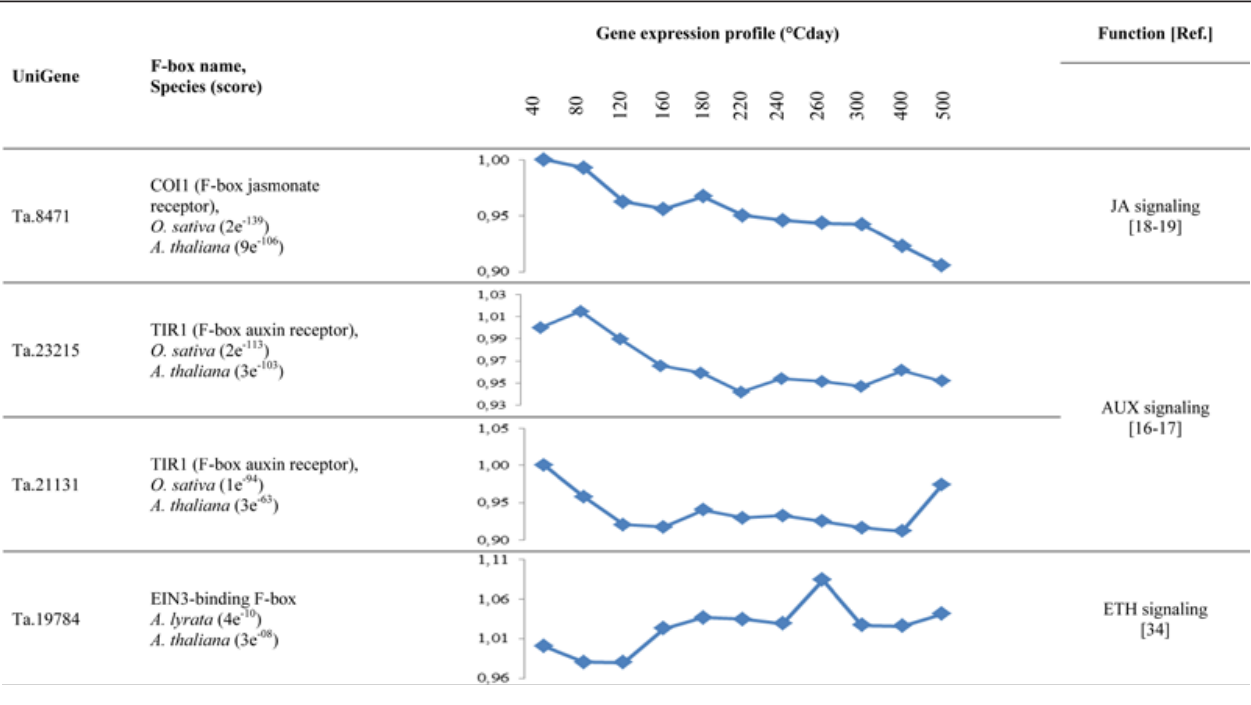 Gene expression profile (°Cday)
Function [Ref.]
UniGene
F-box name,
Species (score)
40 80 120 160 180 220 240 260 300 400 500
Ta.8471
COI1 (F-box jasmonate
receptor),
O. sativa (2e-139)
A. thaliana (9e-106)
1,00
0,95
0,90
JA signaling
[18-19]
Ta.23215
TIR1 (F-box auxin receptor),
O. sativa (2e-113)
A. thaliana (3e-103)
1,03
1,01
0,99
0,97
0,95
0,93
AUX signaling
[16-17]
Ta.21131
TIR1 (F-box auxin receptor),
O. sativa (1e-94)
A. thaliana (3e-63)
1,05
1,00
0,95
0,90
Ta.19784
EIN3-binding F-box
A. lyrata (4e-10)
A. thaliana (3e-08)
1,11
1,06
1,01
0,96
ETH signaling
[34]